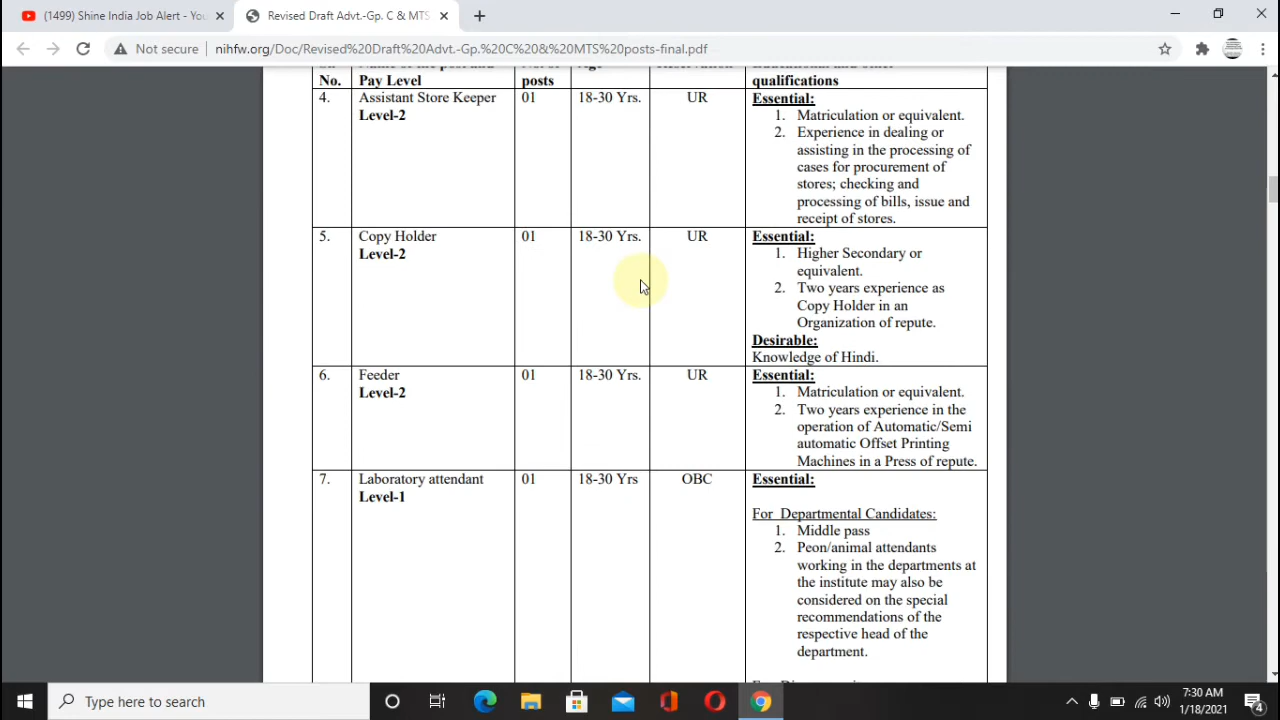 (1499) Shine India Job Alert - You
Revised Draft Advt.-Gp. C & MTS
Not secure
nihfw.org/Doc/Revised%20Draft%20Advt.-Gp.%20C%20&%20MTS%20posts-final.pdf
No.
Pay Level
posts
qualifications
4. Assistant Store Keeper 01 18-30 Yrs. UR Essential:
Level-2 1. Matriculation or equivalent.
2. Experience in dealing or
assisting in the processing of
cases for procurement of
stores; checking and
processing of bills, issue and
receipt of stores.
5. Copy Holder 01 18-30 Yrs. UR Essential:
Level-2 1. Higher Secondary or
equivalent.
2. Two years experience as
Copy Holder in an
Organization of repute.
Desirable:
Knowledge of Hindi.
6. Feeder 01 18-30 Yrs. UR Essential:
Level-2 1. Matriculation or equivalent.
2. Two years experience in the
operation of Automatic/Semi
automatic Offset Printing
Machines in a Press of repute.
7. Laboratory attendant 01 18-30 Yrs OBC Essential:
Level-1
For Departmental Candidates:
1. Middle pass
2. Peon/animal attendants
working in the departments at
the institute may also be
considered on the special
recommendations of the
respective head of the
department.
Type here to search
7:30 AM
1/18/2021
4